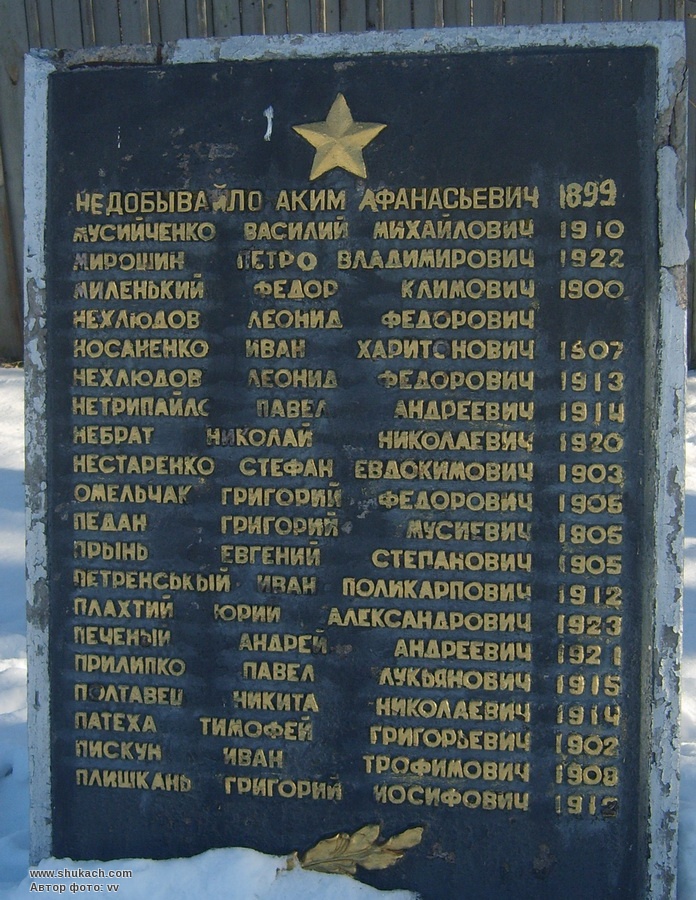 НЕДОБЫВАЙЛО АКИМ АФАНАСЬЕВИЧ 1899
МУСИЙЧЕНКО ВАСИЛИЙ МИХАЙЛОВИЧ 1910
МИРОШИН ПЕТРО ВЛАДИМИРОВИЧ 1922
МИЛЕНЬКИЙ ФЕДОР КЛИМОВИЧ 1900
НЕХЛЮДОВ ЛЕОНИД ФЕДОРОВИЧ
НОСАНЕНКО ИВАН ХАРИТОНОВИЧ
НЕХЛЮДОВ ЛЕОНИД ФЕДОРОВИЧ 1913
НЕТРИПАЙЛО ПАВЕЛ АНДРЕЕВИЧ 1914
НЕБРАТ НИКОЛАЙ НИКОЛАЕВИЧ 1920
НЕСТАРЕНКО СТЕФАН ЕВДОКИМОВИЧ 1903
ОМЕЛЬЧАК ГРИГОРИЙ ФЕДОРОВИЧ 1906
ПЕДАН ГРИГОРИЙ МУСИЕВИЧ 1906
ПРЫНЬ ЕВГЕНИЙ СТЕПАНОВИЧ 1905
ПЕТРЕНСЬКЫЙ ИВАН ПОЛИКАРПОВИЧ 1912
ПЛАХТИЙ ЮРИИ АЛЕКСАНДРОВИЧ 1923
ПЕЧЕНЫЙ АНДРЕЙ АНДРЕЕВИЧ 1921
ПРИЛИПКО ПАВЕЛ ЛУКЬЯНОВИЧ 1915
ПОЛТАВЕЦ НИКИТА НИКОЛАЕВИЧ 1914
ПАТЕХА ТИМОФЕЙ ГРИГОРЬЕВИЧ 1902
ПИСКУН ИВАН ТРОФИМОВИЧ 1908
ПЛИШКАНЬ ГРИГОРИЙ ИОСИФОВИЧ 1912
www.shukach.com
Автор фото: vv